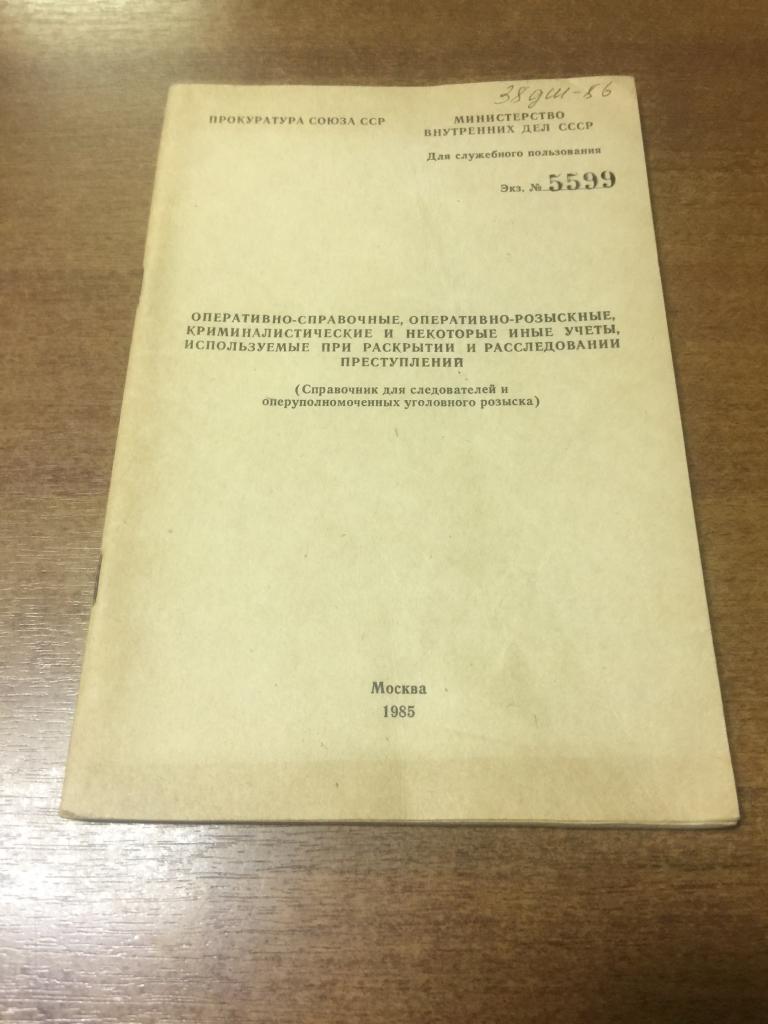 38дш-86
ПРОКУРАТУРА СОЮЗА ССР
МИНИСТЕРСТВО
ВНУТРЕННИХ ДЕЛ СССР
Для служебного пользования
Экз. № 5599
ОПЕРАТИВНО-СПРАВОЧНЫЕ, ОПЕРАТИВНО-РОЗЫСКНЫЕ,
КРИМИНАЛИСТИЧЕСКИЕ И НЕКОТОРЫЕ ИНЫЕ УЧЕТЫ,
ИСПОЛЬЗУЕМЫЕ ПРИ РАСКРЫТИИ И РАССЛЕДОВАНИИ
ПРЕСТУПЛЕНИЙ
(Справочник для следователей и
оперуполномоченных уголовного розыска)
Москва
1985